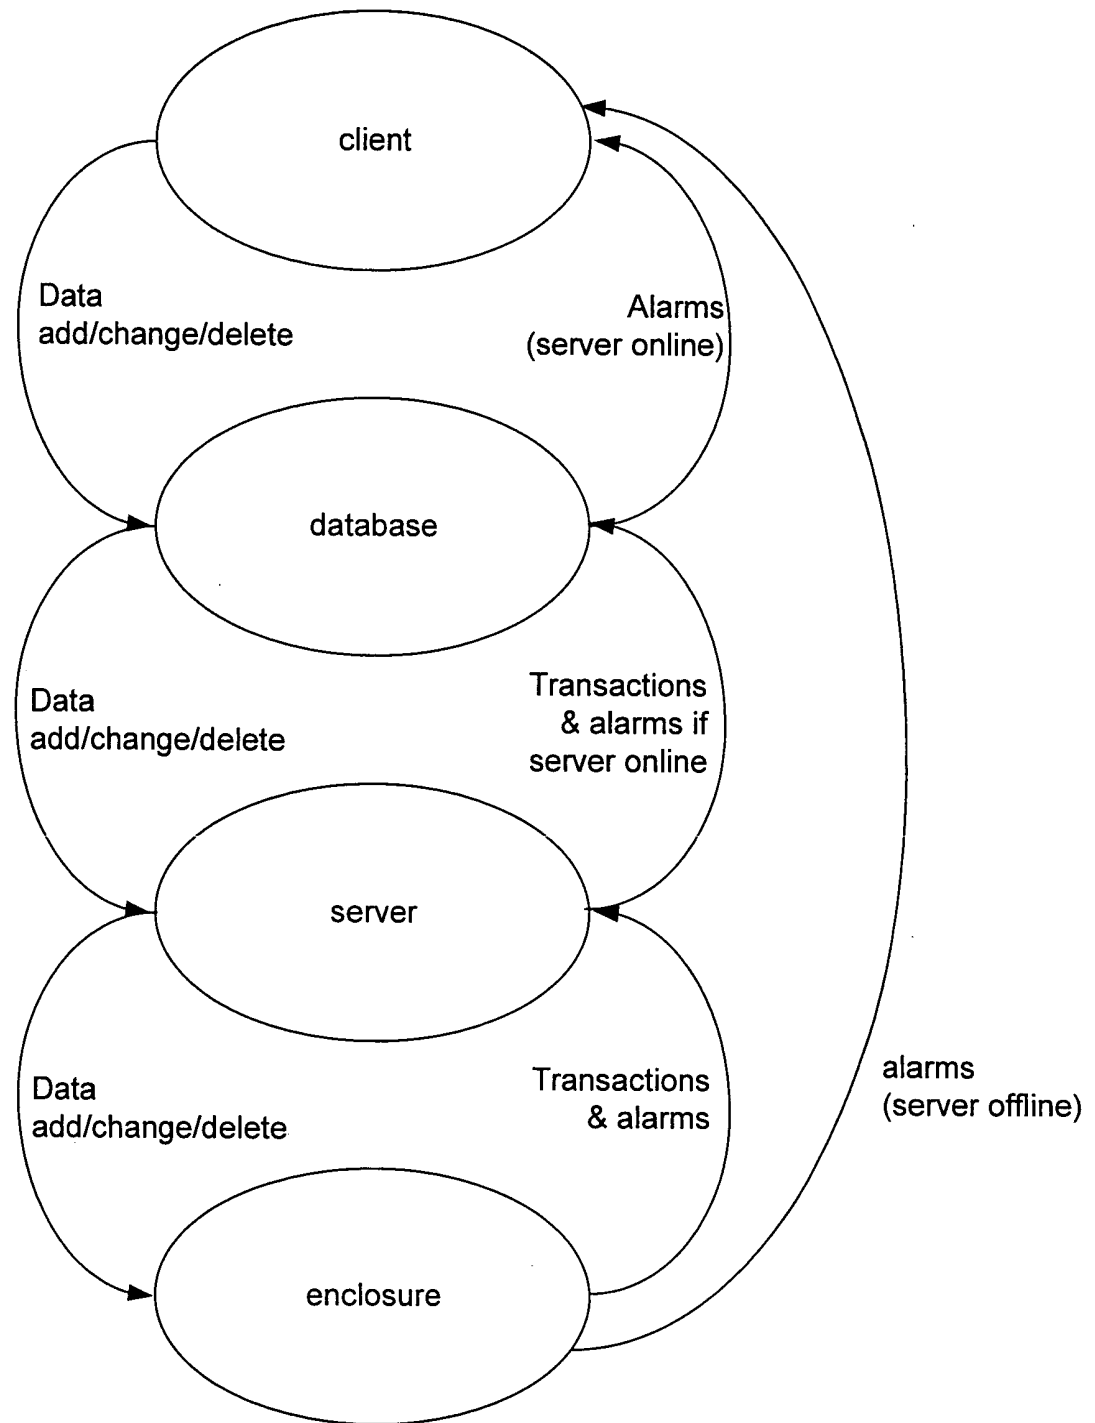 client
Data
add/change/delete
Alarms
(server online)
database
Data
add/change/delete
Transactions
& alarms if
server online
server
Data
add/change/delete
Transactions
& alarms
alarms
(server offline)
enclosure